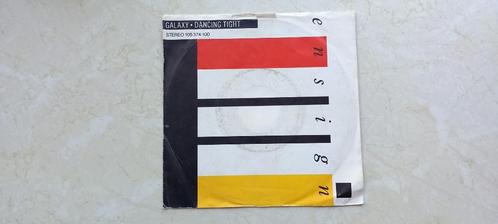 GALAXY • DANCING TIGHT
STEREO 105 374-100
ensign